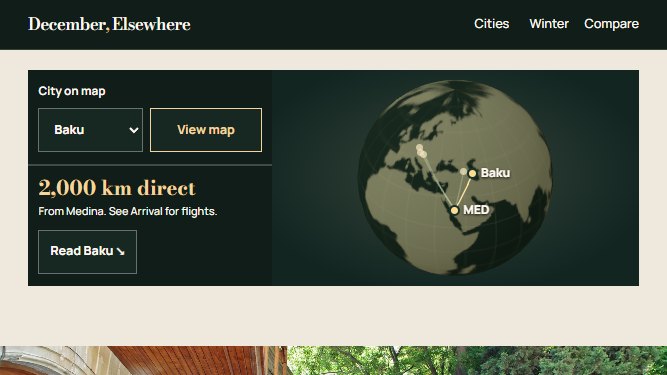 December, Elsewhere
Cities Winter Compare
City on map
Baku
View map
2,000 km direct
From Medina. See Arrival for flights.
Read Baku ↘
Baku
MED